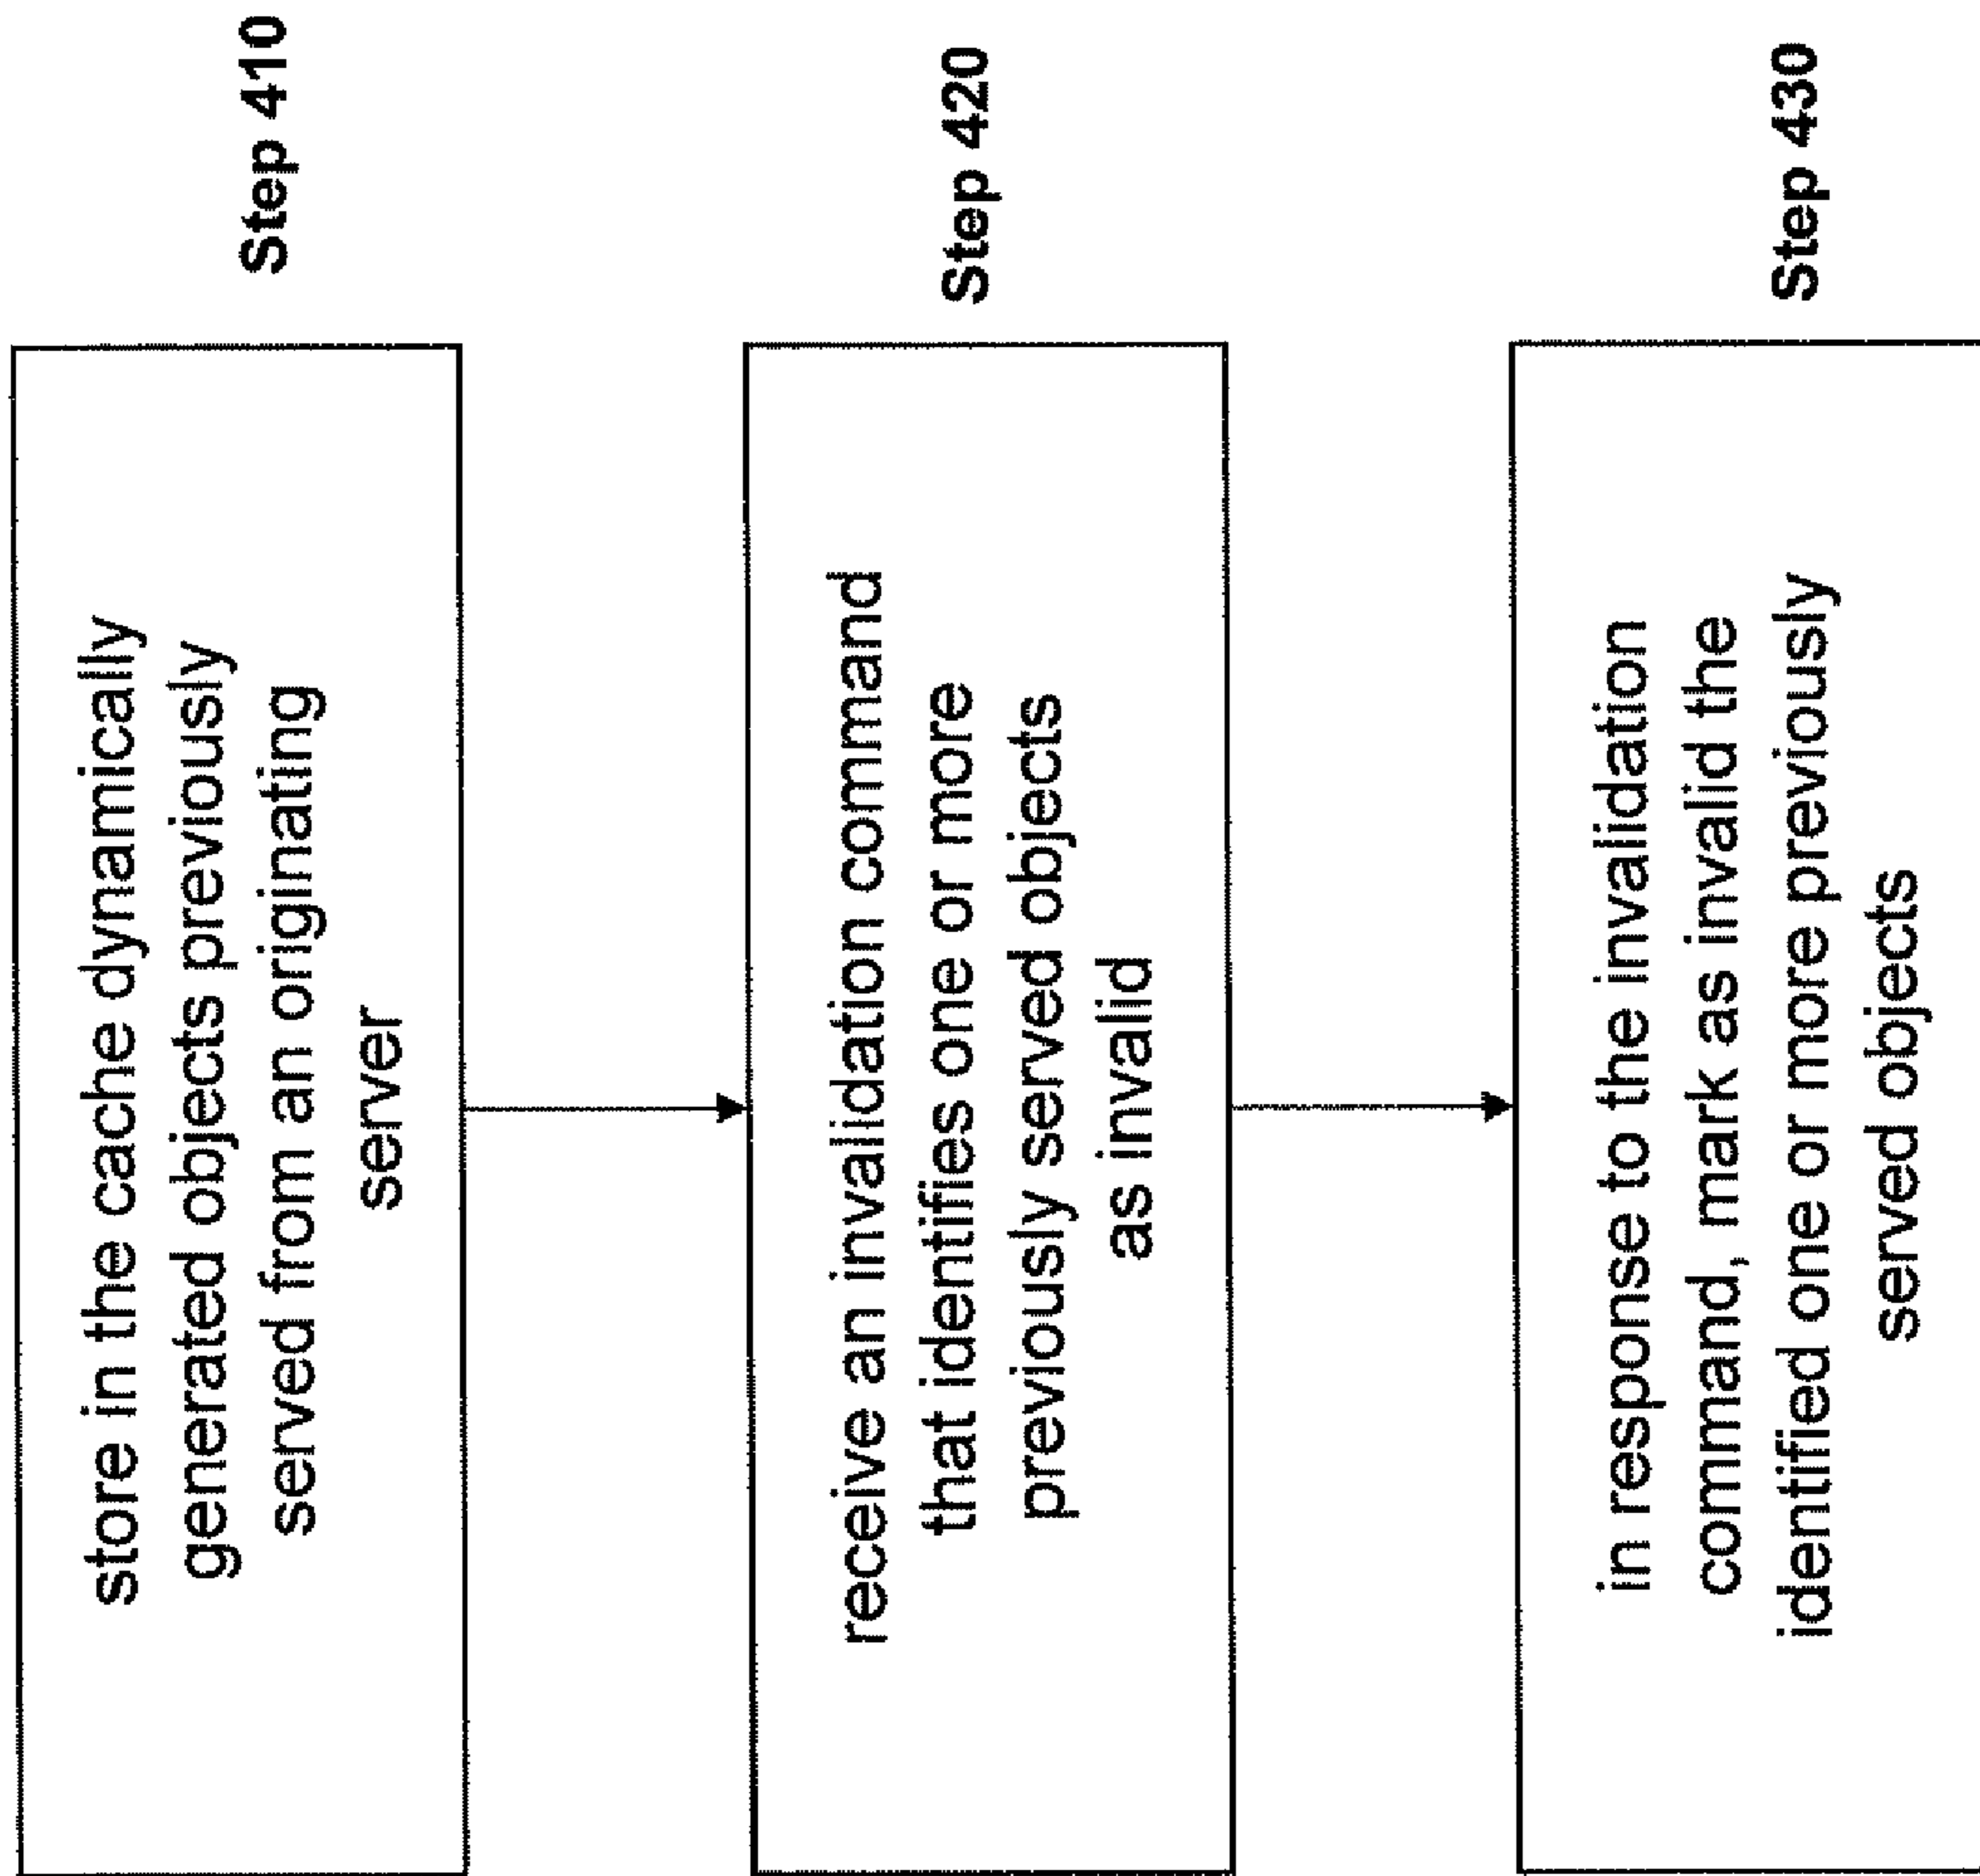 store in the cache dynamically
generated objects previously
served from an originating
server
Step 410
receive an invalidation command
that identifies one or more
previously served objects
as invalid
Step 420
in response to the invalidation
command, mark as invalid the
identified one or more previously
served objects
Step 430